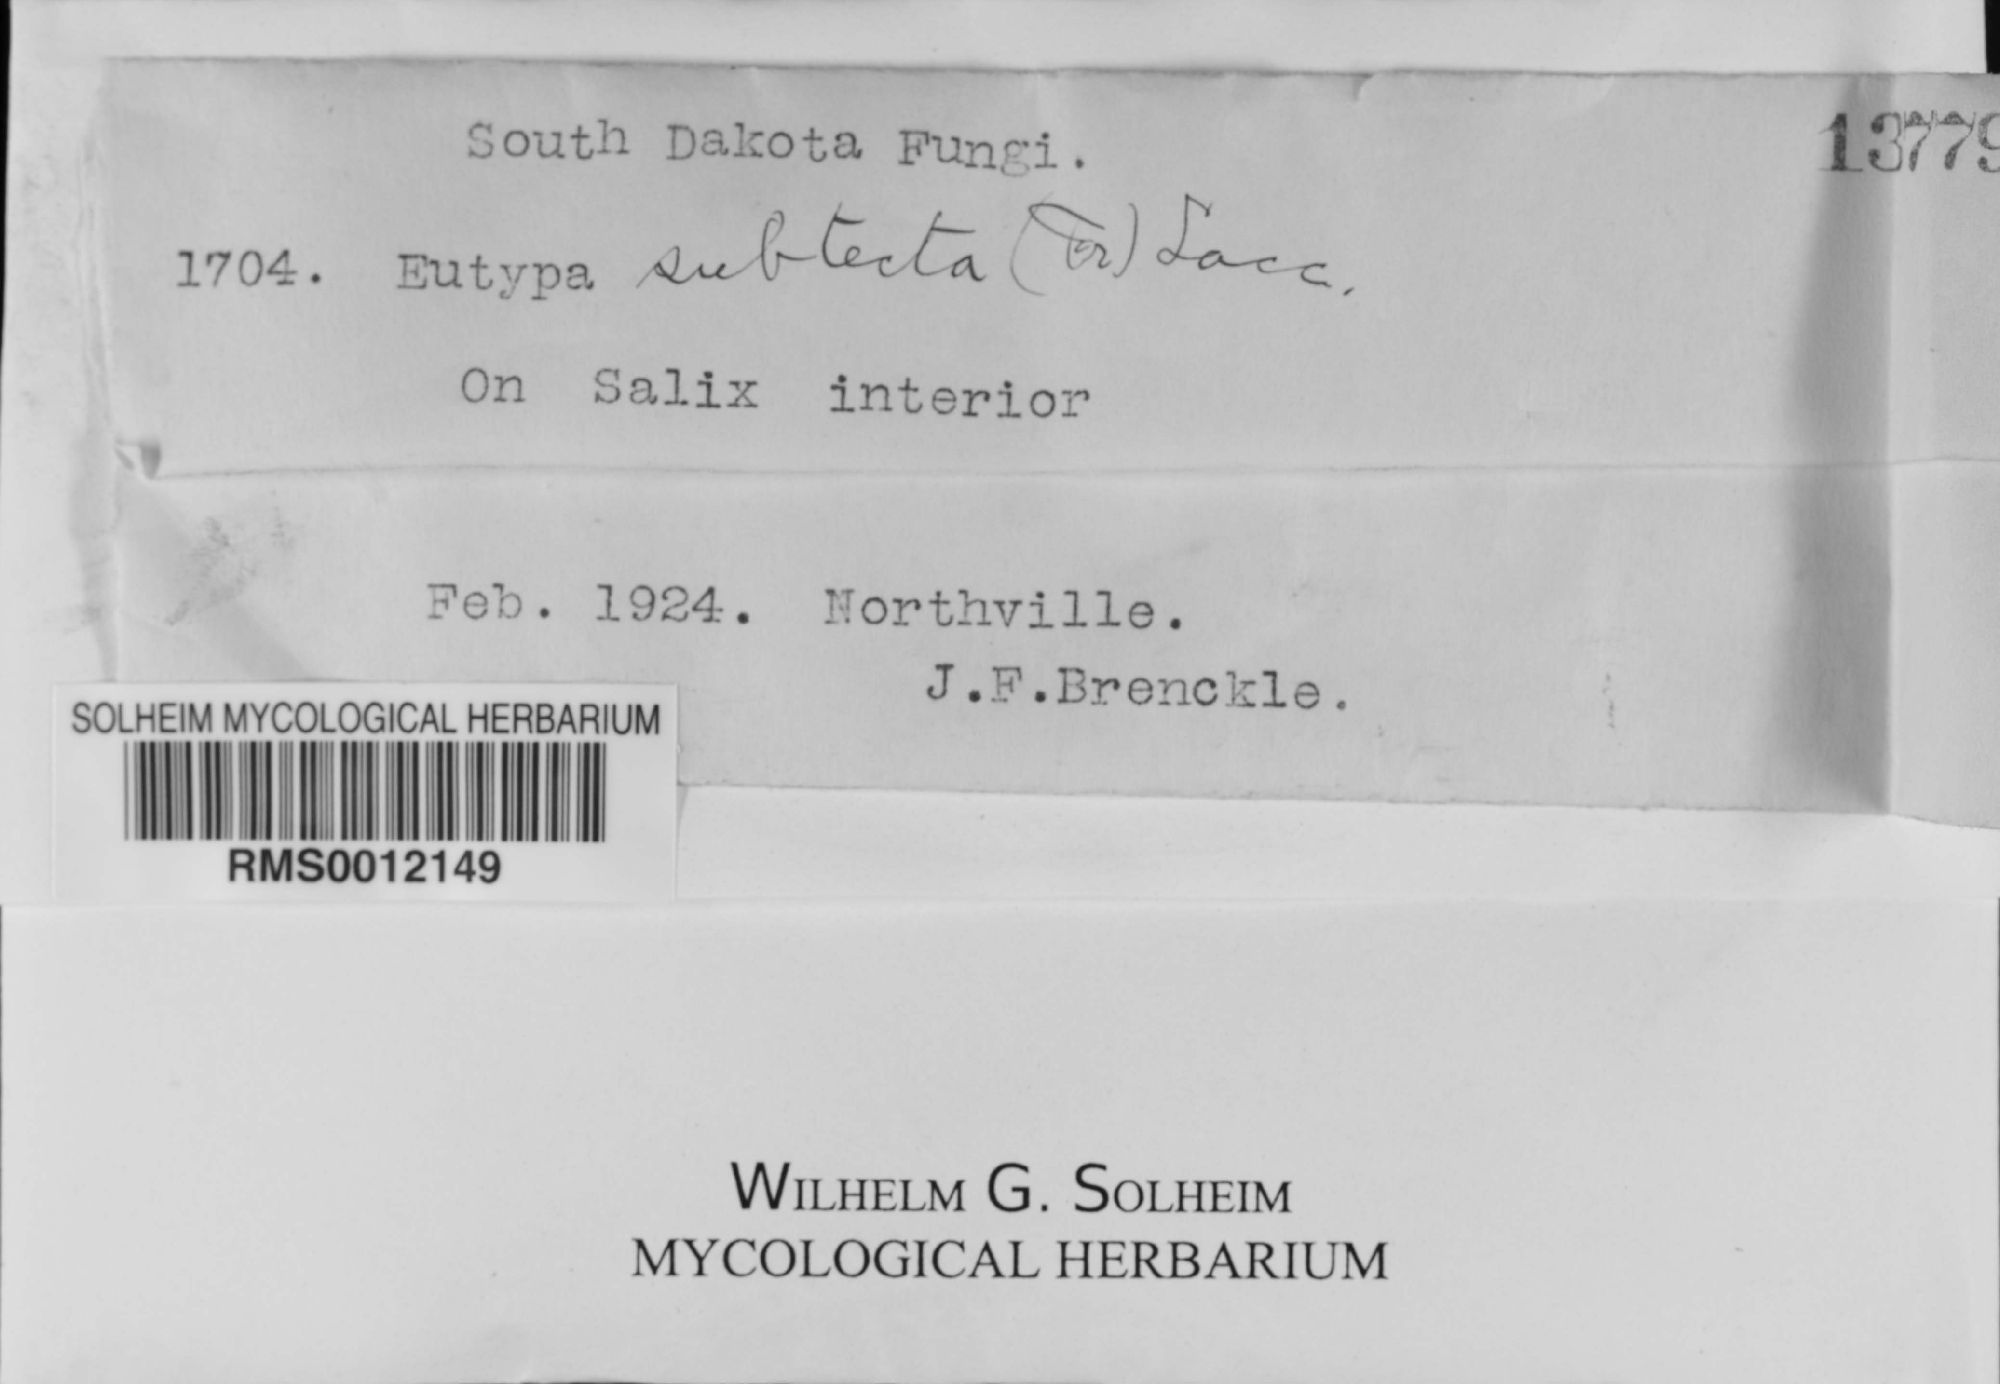 South Dakota Fungi.
13779
1704. Eutypa subtecta (Fr) Sacc.
On Salix interior
Feb. 1924. Northville.
J.F.Brenckle.
SOLHEIM MYCOLOGICAL HERBARIUM
RMS0012149
WILHELM G. SOLHEIM
MYCOLOGICAL HERBARIUM